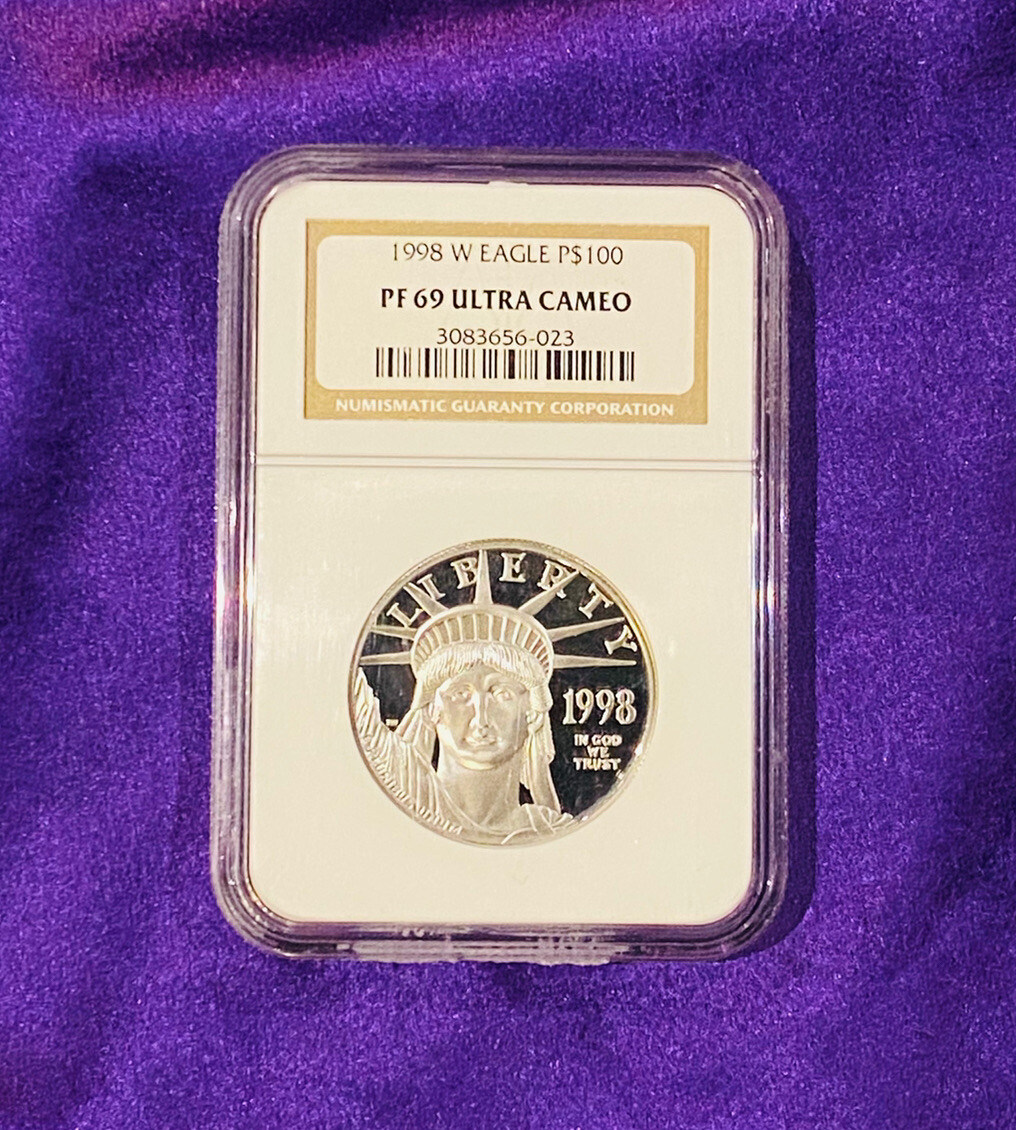 1998 W EAGLE P$100
PF 69 ULTRA CAMEO
3083656-023
NUMISMATIC GUARANTY CORPORATION
LIBERTY
1998
IN GOD
WE
TRUST